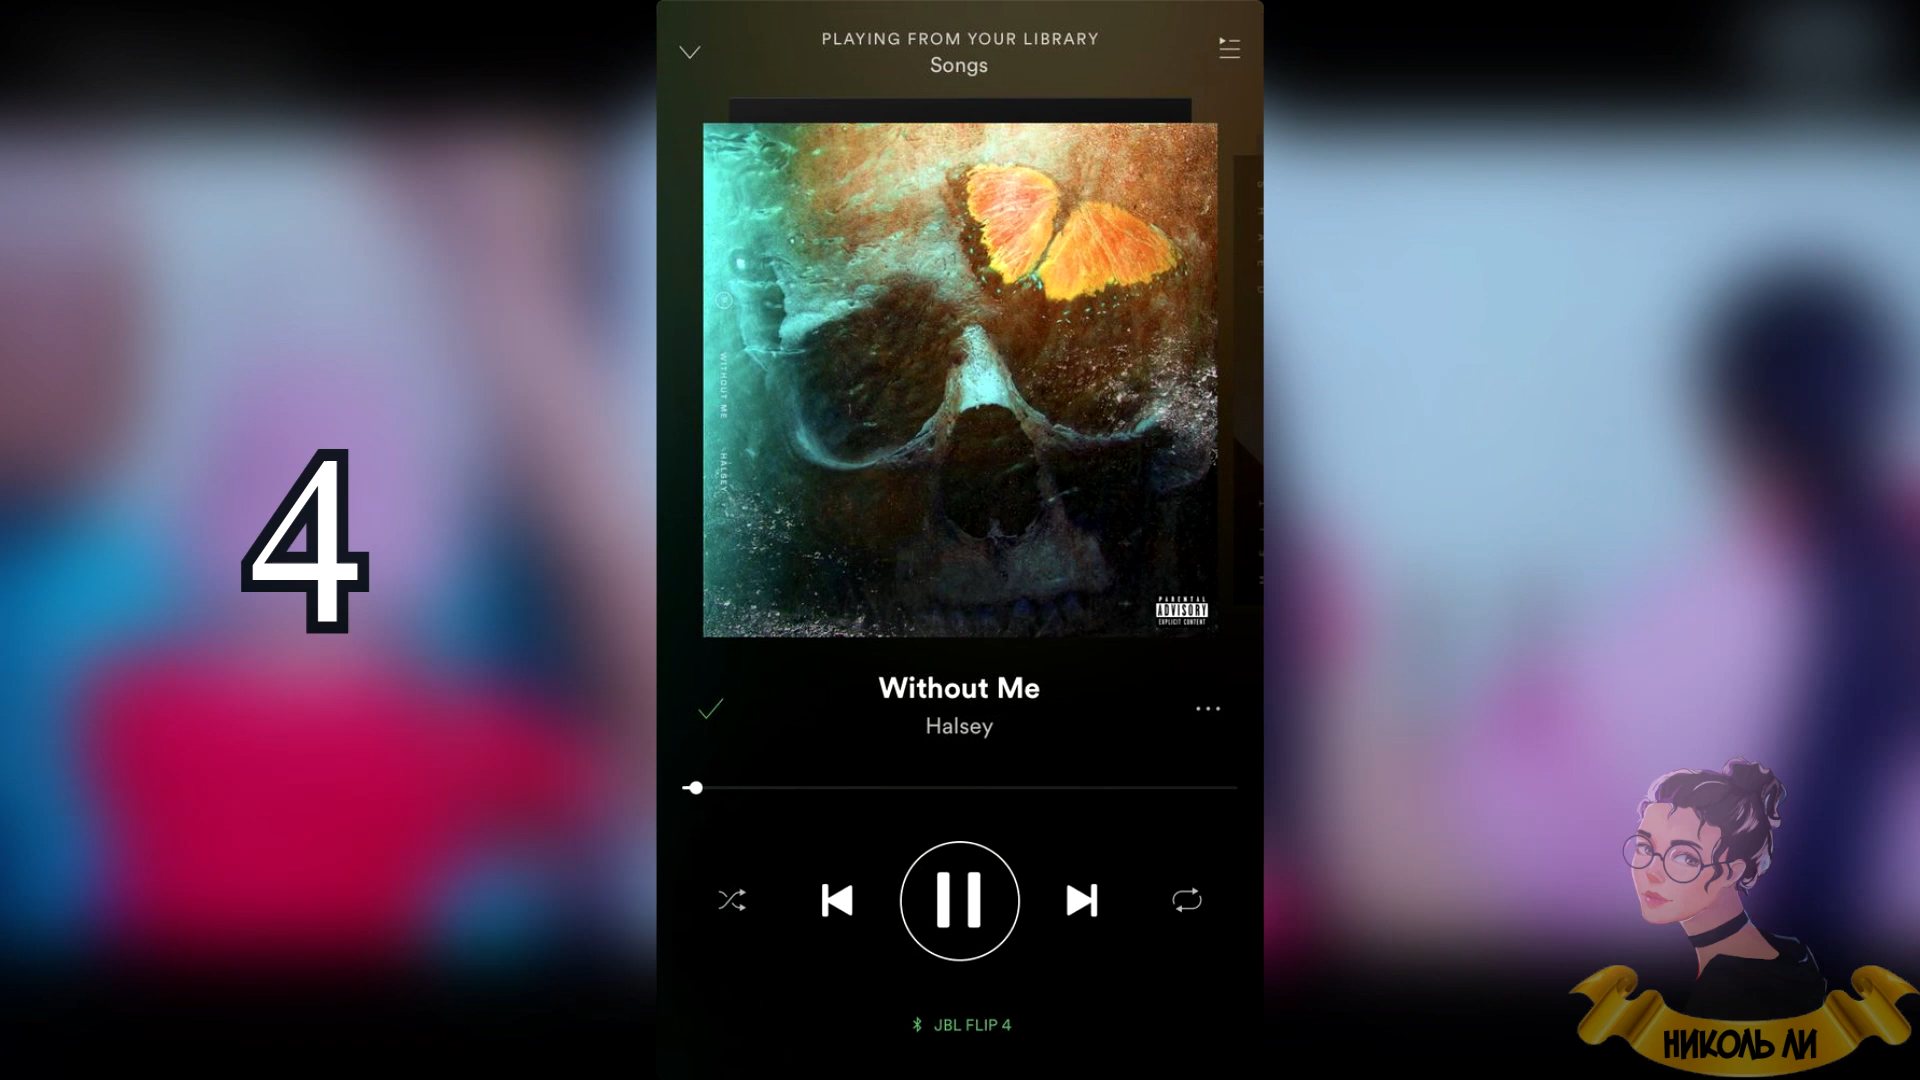 PLAYING FROM YOUR LIBRARY
Songs
WITHOUT ME
HALSEY
PARENTAL
ADVISORY
EXPLICIT CONTENT
4
Without Me
Halsey
JBL FLIP 4
НИКОЛЬ ЛИ